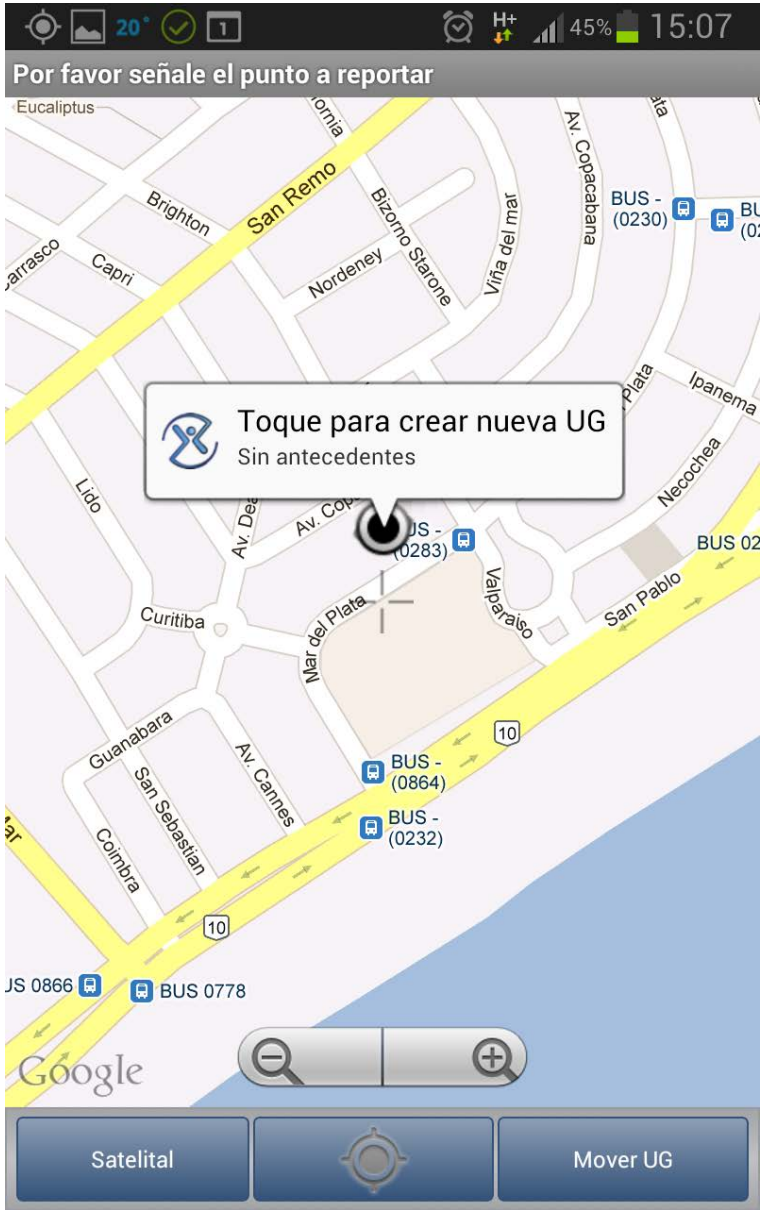 20°
1
H+
45%
15:07
Por favor señale el punto a reportar
Eucaliptus
Brighton
San Remo
Bizorno Starone
Av. Copacabana
BUS -
(0230)
Capri
Nordeney
Viña del mar
Plata
Ipanema
Toque para crear nueva UG
Sin antecedentes
Necochea
Lido
(0283)
BUS 02
Curitiba
Mar del Plata
Valparaiso
San Pablo
10
Guanabara
Av. Cannes
San Sebastian
BUS -
(0864)
BUS -
(0232)
Coimbra
10
BUS 0778
Google
Satelital
Mover UG